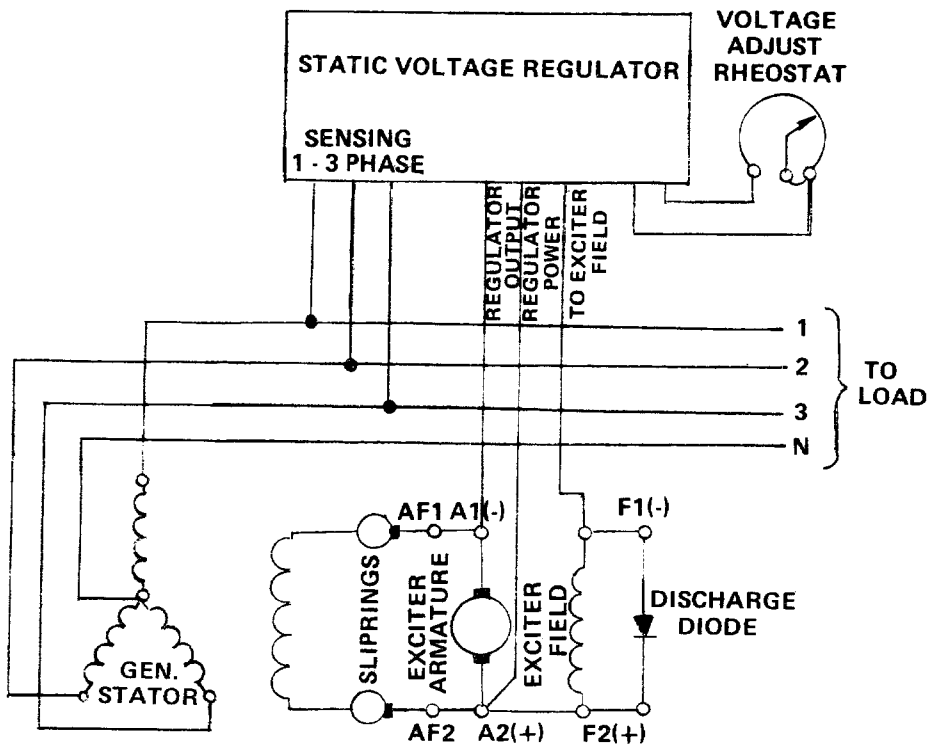 VOLTAGE
ADJUST
RHEOSTAT
STATIC VOLTAGE REGULATOR
SENSING
1 - 3 PHASE
REGULATOR
OUTPUT
REGULATOR
POWER
TO EXCITER
FIELD
1
2
3
N
TO
LOAD
AF1 A1(-)
F1(-)
SLIPRINGS
EXCITER
ARMATURE
EXCITER
FIELD
DISCHARGE
DIODE
GEN.
STATOR
AF2 A2(+) F2(+)